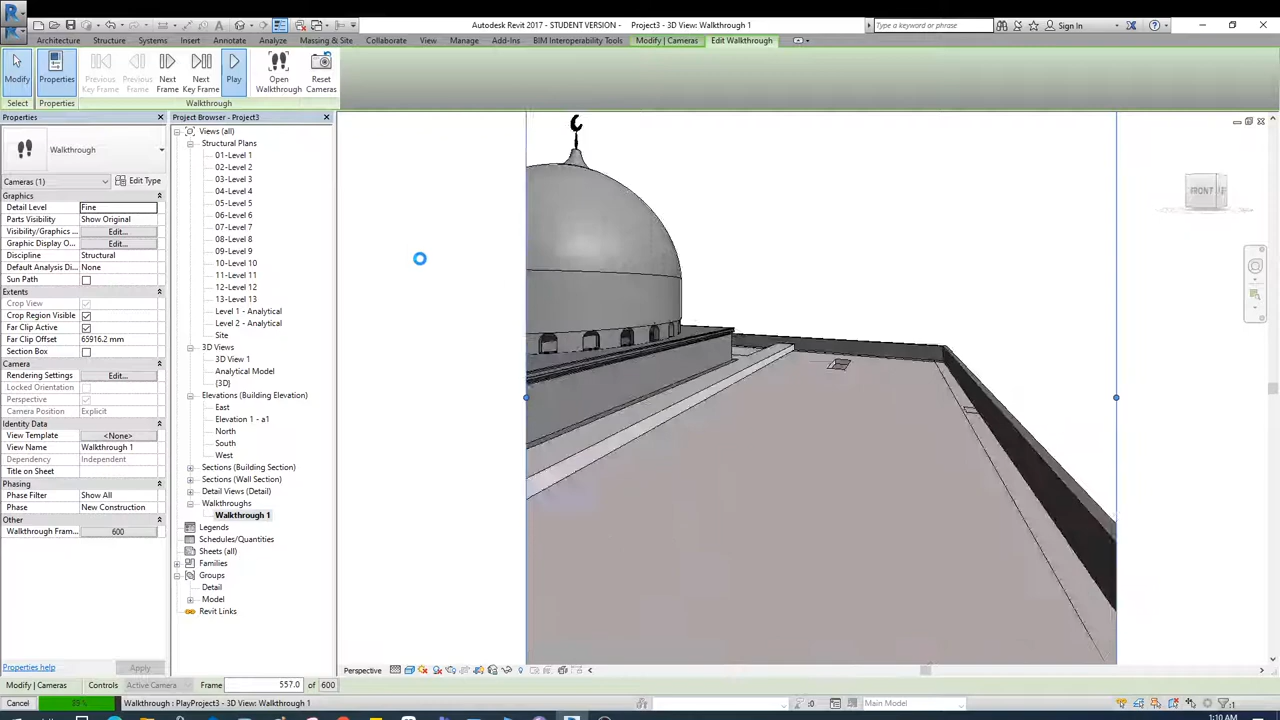 Autodesk Revit 2017 - STUDENT VERSION - Project3 - 3D View: Walkthrough 1
Type a keyword or phrase
Sign In
Architecture Structure Systems Insert Annotate Analyze Massing & Site Collaborate View Manage Add-Ins BIM Interoperability Tools Modify | Cameras Edit Walkthrough
Modify Properties Previous Key Frame Previous Frame Next Frame Next Key Frame Play Open Walkthrough Reset Cameras
Select Properties Walkthrough
Properties
Walkthrough
Cameras (1) Edit Type
Graphics
Detail Level Fine
Parts Visibility Show Original
Visibility/Graphics ... Edit...
Graphic Display O... Edit...
Discipline Structural
Default Analysis Di... None
Sun Path
Extents
Crop View
Crop Region Visible
Far Clip Active
Far Clip Offset 65916.2 mm
Section Box
Camera
Rendering Settings Edit...
Locked Orientation
Perspective
Camera Position Explicit
Identity Data
View Template <None>
View Name Walkthrough 1
Dependency Independent
Title on Sheet
Phasing
Phase Filter Show All
Phase New Construction
Other
Walkthrough Fram... 600
Properties help Apply
Project Browser - Project3
Views (all)
Structural Plans
01-Level 1
02-Level 2
03-Level 3
04-Level 4
05-Level 5
06-Level 6
07-Level 7
08-Level 8
09-Level 9
10-Level 10
11-Level 11
12-Level 12
13-Level 13
Level 1 - Analytical
Level 2 - Analytical
Site
3D Views
3D View 1
Analytical Model
{3D}
Elevations (Building Elevation)
East
Elevation 1 - a1
North
South
West
Sections (Building Section)
Sections (Wall Section)
Detail Views (Detail)
Walkthroughs
Walkthrough 1
Legends
Schedules/Quantities
Sheets (all)
Families
Groups
Detail
Model
Revit Links
FRONT
Perspective
Modify | Cameras Controls Active Camera Frame 557.0 of 600
Cancel Walkthrough : PlayProject3 - 3D View: Walkthrough 1
:0 Main Model :1
1:10 AM